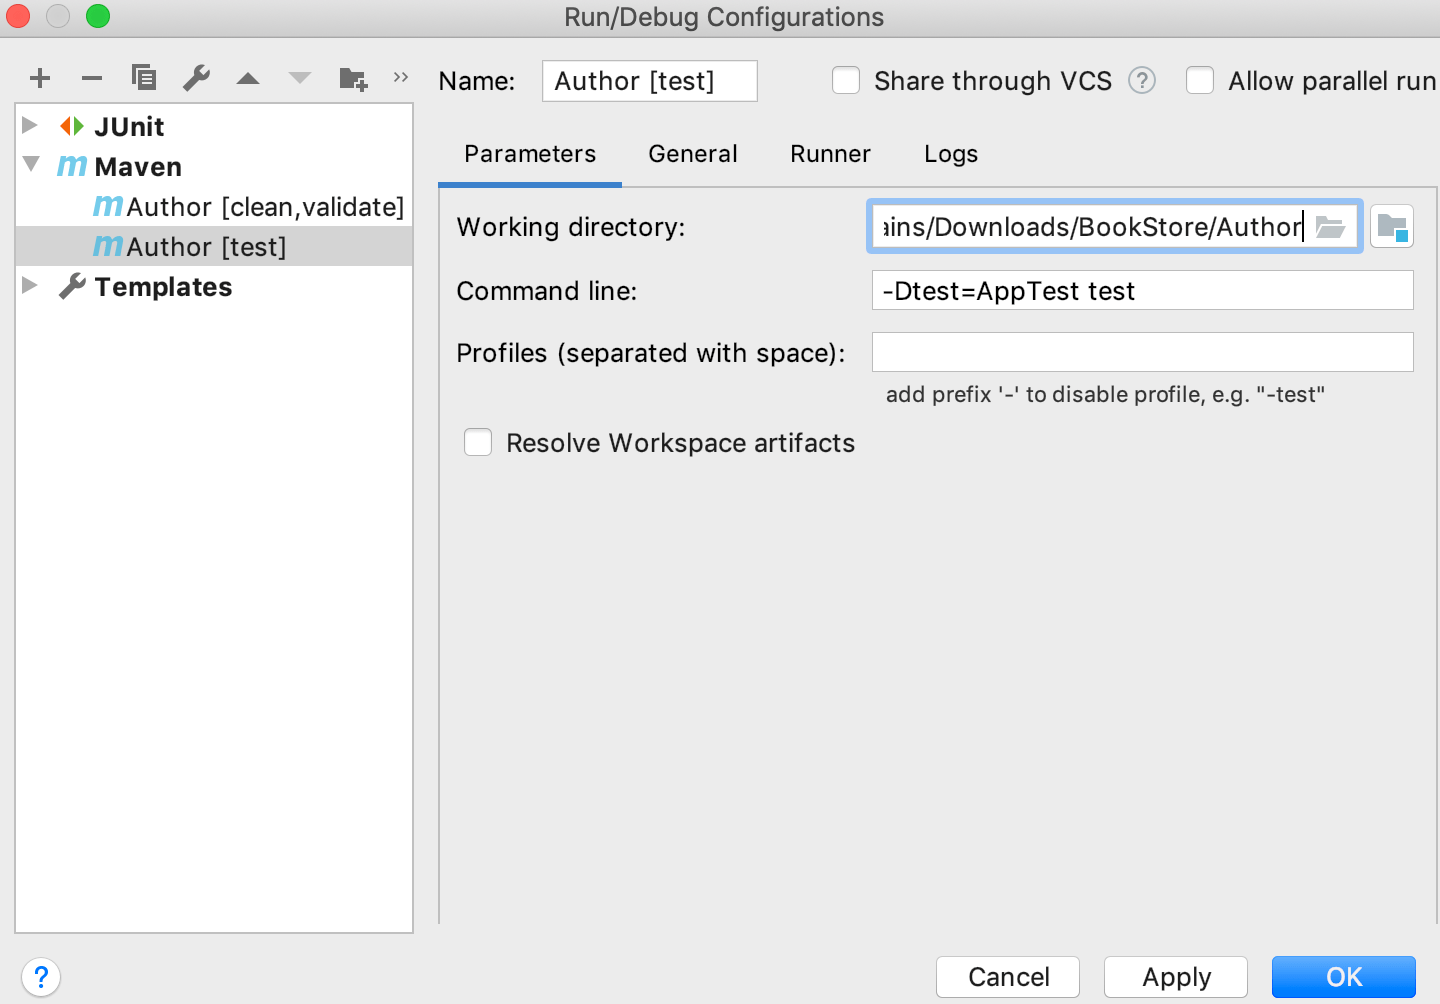 Run/Debug Configurations
Name: Author [test] Share through VCS ? Allow parallel run
JUnit
Maven
Author [clean,validate]
Author [test]
Templates
Parameters General Runner Logs
Working directory: ains/Downloads/BookStore/Author
Command line: -Dtest=AppTest test
Profiles (separated with space):
add prefix '-' to disable profile, e.g. "-test"
Resolve Workspace artifacts
? Cancel Apply OK